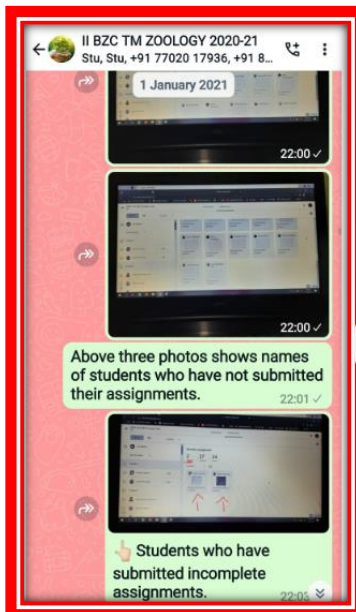 II BZC TM ZOOLOGY 2020-21
Stu, Stu, +91 77020 17936, +91 8...
1 January 2021
22:00
22:00
Above three photos shows names
of students who have not submitted
their assignments.
22:01
👆 Students who have
submitted incomplete
assignments.
22:03